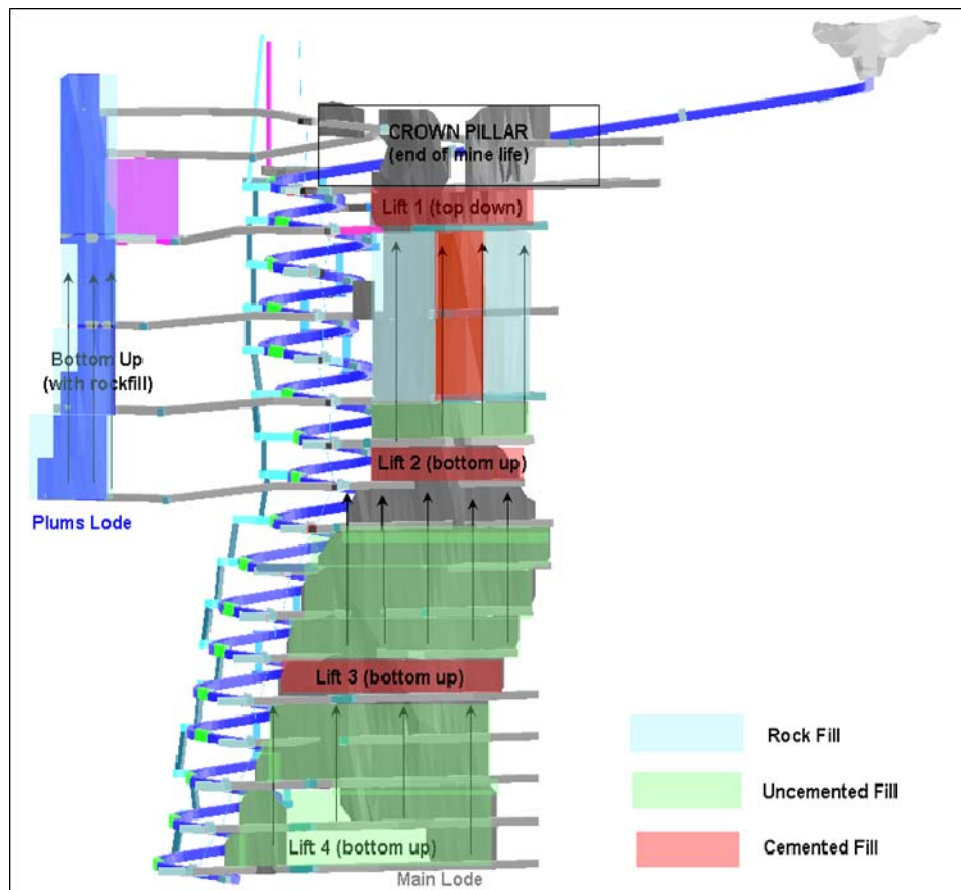 CROWN PILLAR
(end of mine life)
Lift 1 (top down)
Bottom Up
(with rockfill)
Lift 2 (bottom up)
Plums Lode
Lift 3 (bottom up)
Rock Fill
Uncemented Fill
Cemented Fill
Lift 4 (bottom up)
Main Lode